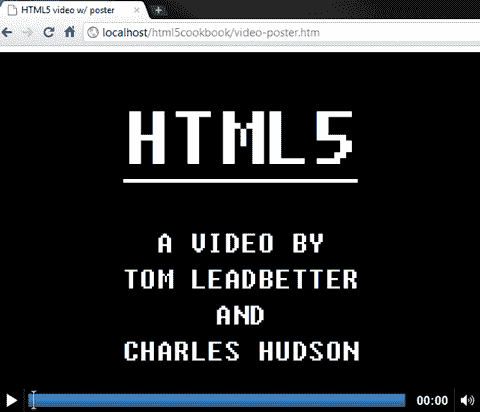 HTML5 video w/ poster
localhost/html5cookbook/video-poster.htm
HTML5
A VIDEO BY
TOM LEADBETTER
AND
CHARLES HUDSON
00:00